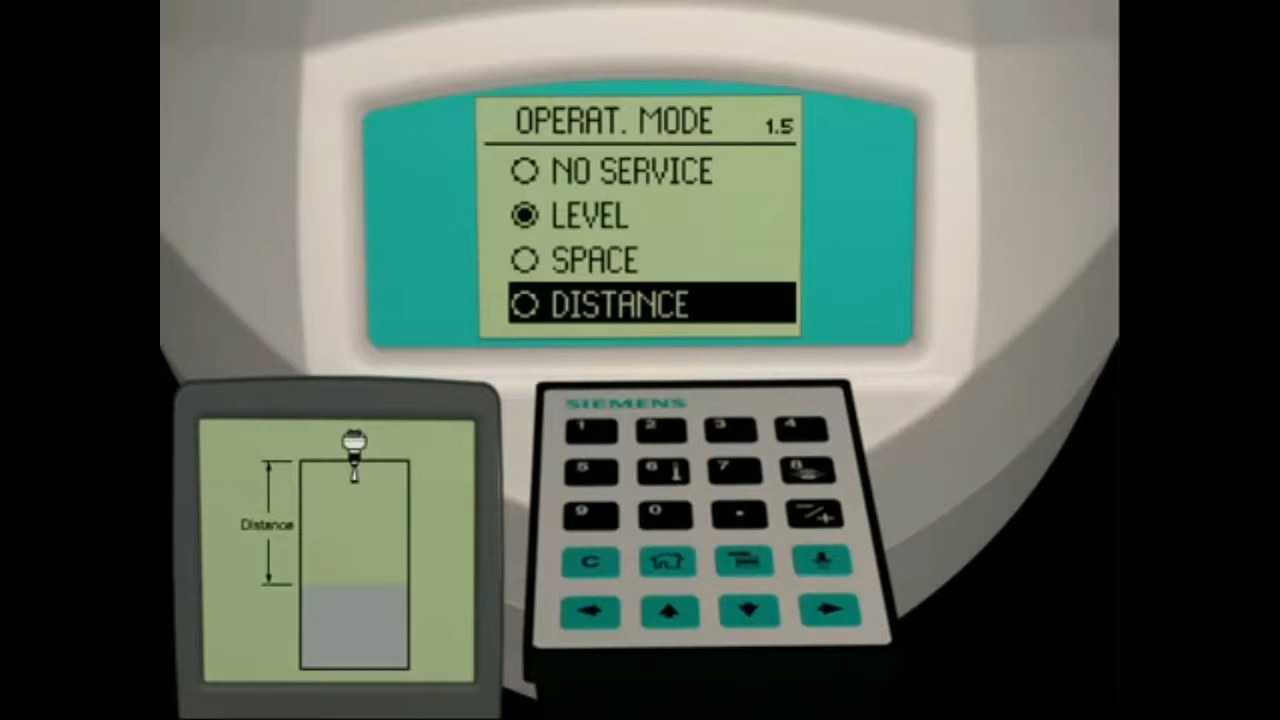 OPERAT. MODE 1.5
NO SERVICE
LEVEL
SPACE
DISTANCE
Distance
SIEMENS
1 2 3 4
5 6 7 8
9 0 . -/+
C